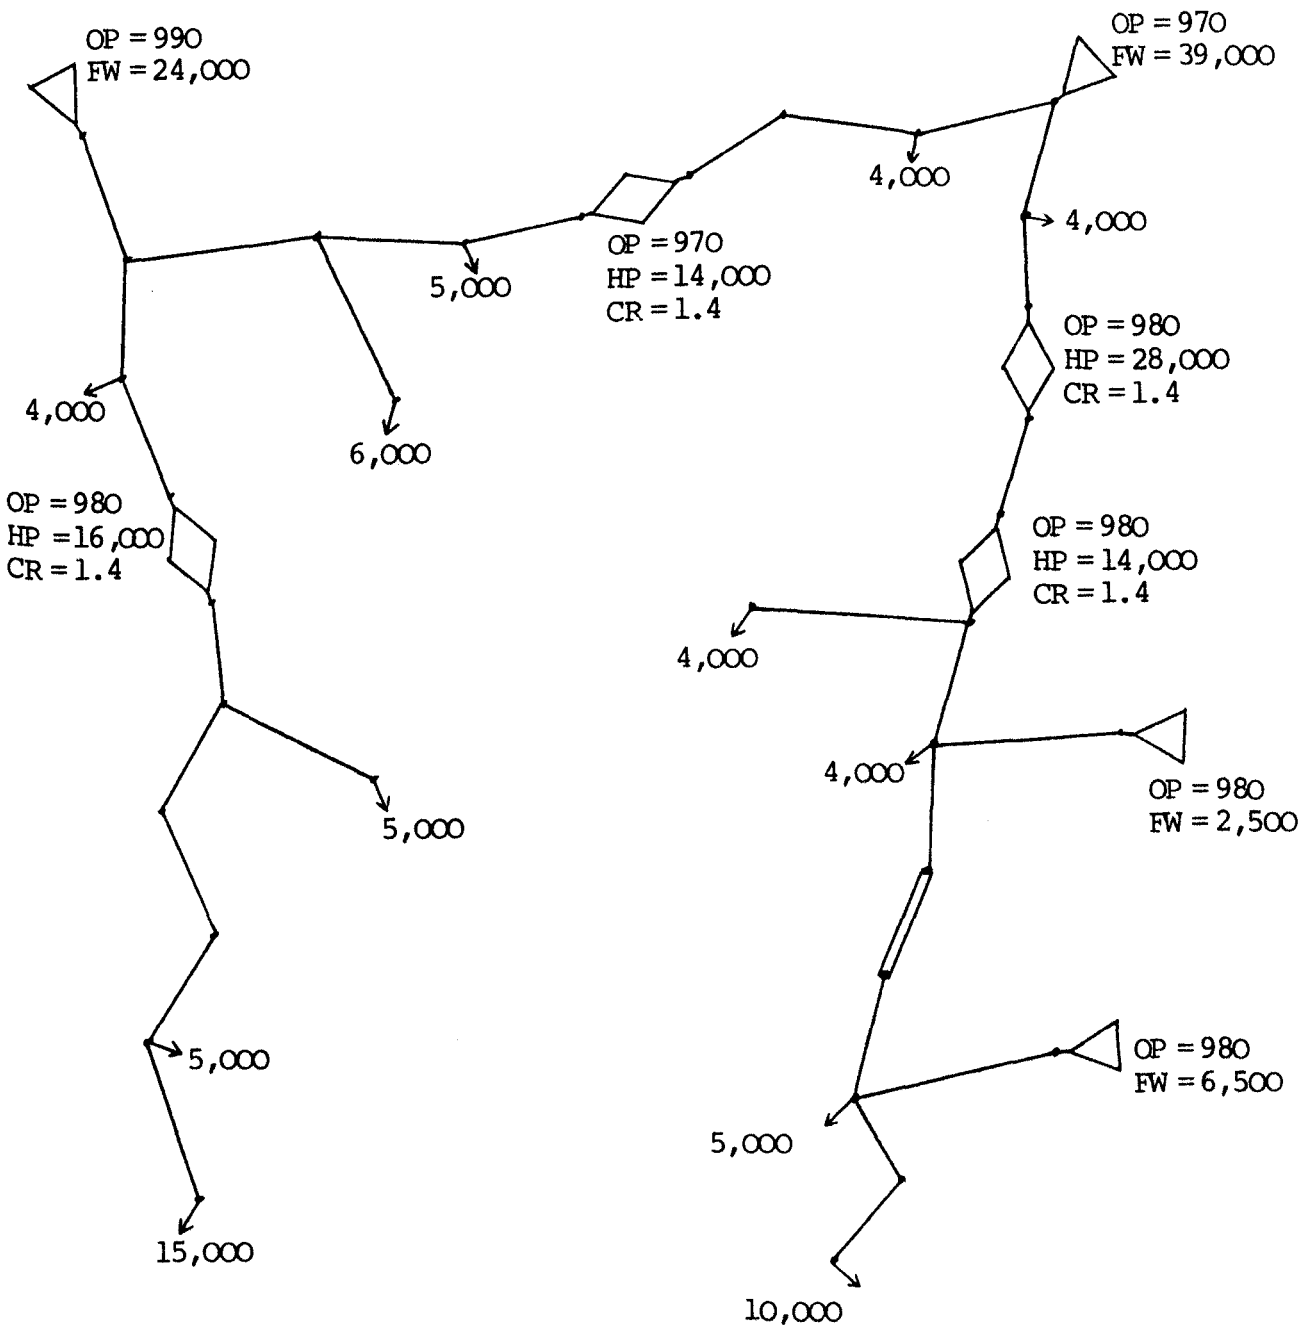 OP = 990
FW = 24,000
OP = 970
FW = 39,000
4,000
4,000
OP = 970
HP = 14,000
CR = 1.4
5,000
OP = 980
HP = 28,000
CR = 1.4
4,000
6,000
OP = 980
HP = 16,000
CR = 1.4
OP = 980
HP = 14,000
CR = 1.4
4,000
4,000
OP = 980
FW = 2,500
5,000
5,000
OP = 980
FW = 6,500
5,000
15,000
10,000